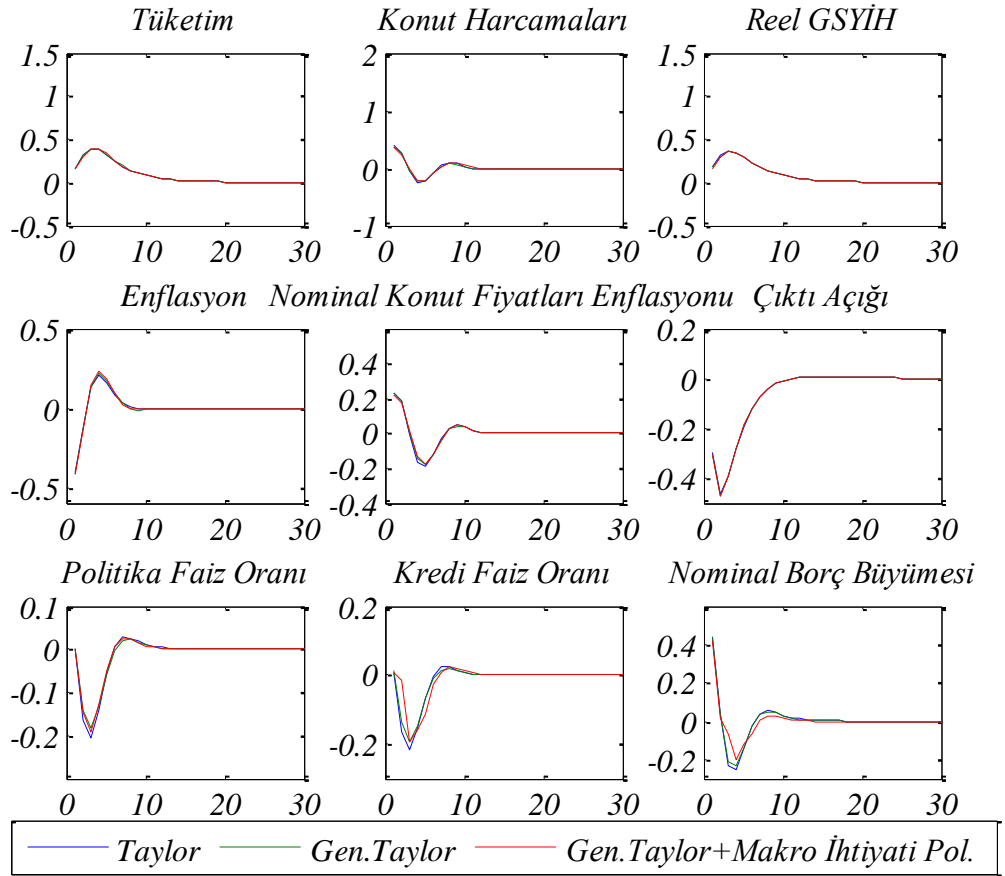 Tüketim Konut Harcamaları Reel GSYİH
1.5 2 1.5
1 1 1
0.5 0 0.5
0 0
-0.5 -1 -0.5
0 10 20 30 0 10 20 30 0 10 20 30
Enflasyon Nominal Konut Fiyatları Enflasyonu Çıktı Açığı
0.5 0.4 0.2
0 0.2 0
-0.5 0 -0.2
-0.2 -0.4
-0.4
0 10 20 30 0 10 20 30 0 10 20 30
Politika Faiz Oranı Kredi Faiz Oranı Nominal Borç Büyümesi
0.1 0.2 0.4
0 0 0.2
-0.1 -0.2 0
-0.2 -0.2
0 10 20 30 0 10 20 30 0 10 20 30
Taylor Gen.Taylor Gen.Taylor+Makro İhtiyati Pol.